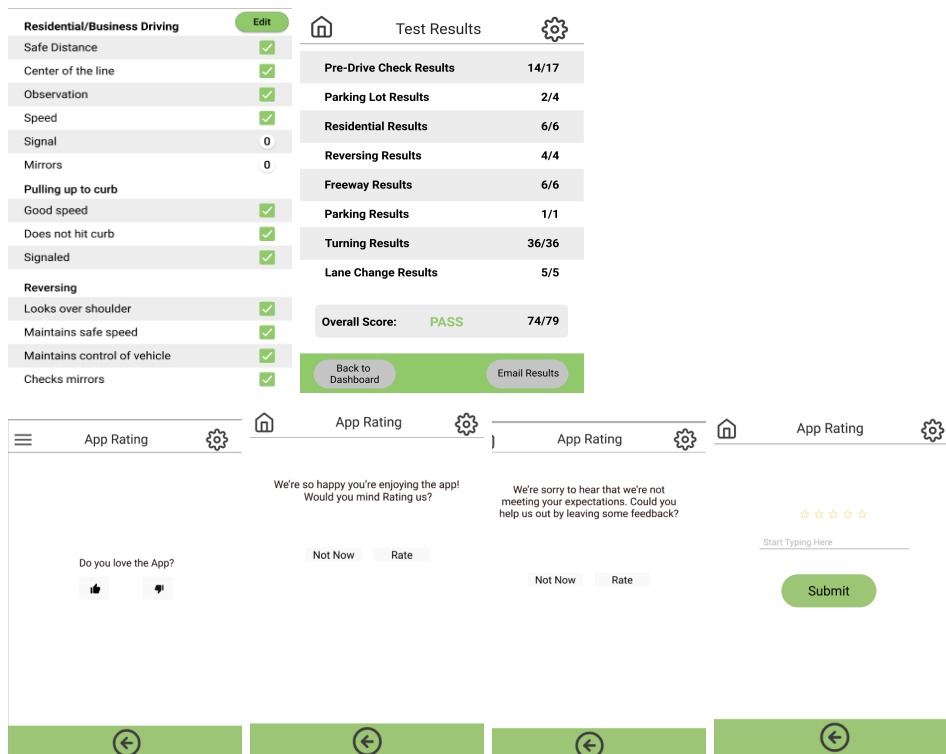 Residential/Business Driving Edit
Safe Distance
Center of the line
Observation
Speed
Signal 0
Mirrors 0
Pulling up to curb
Good speed
Does not hit curb
Signaled
Reversing
Looks over shoulder
Maintains safe speed
Maintains control of vehicle
Checks mirrors
Test Results
Pre-Drive Check Results 14/17
Parking Lot Results 2/4
Residential Results 6/6
Reversing Results 4/4
Freeway Results 6/6
Parking Results 1/1
Turning Results 36/36
Lane Change Results 5/5
Overall Score: PASS 74/79
Back to
Dashboard
Email Results
App Rating
Do you love the App?
App Rating
We're so happy you're enjoying the app!
Would you mind Rating us?
Not Now Rate
App Rating
We're sorry to hear that we're not
meeting your expectations. Could you
help us out by leaving some feedback?
Not Now Rate
App Rating
Start Typing Here
Submit